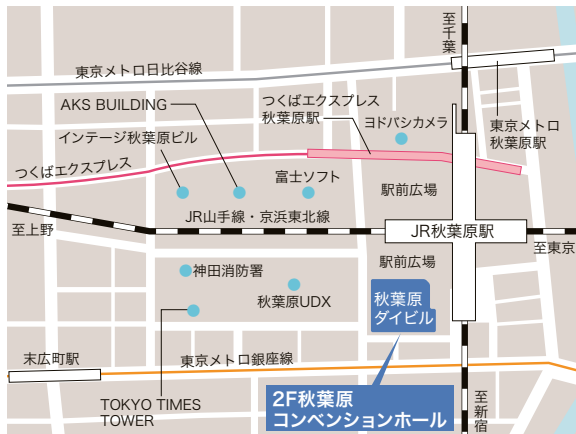 至千葉
東京メトロ日比谷線
つくばエクスプレス
秋葉原駅
ヨドバシカメラ
東京メトロ
秋葉原駅
AKS BUILDING
インテージ秋葉原ビル
つくばエクスプレス
富士ソフト
駅前広場
JR山手線・京浜東北線
至上野
JR秋葉原駅
至東京
駅前広場
神田消防署
秋葉原UDX
秋葉原
ダイビル
末広町駅
東京メトロ銀座線
TOKYO TIMES
TOWER
2F秋葉原
コンベンションホール
至新宿